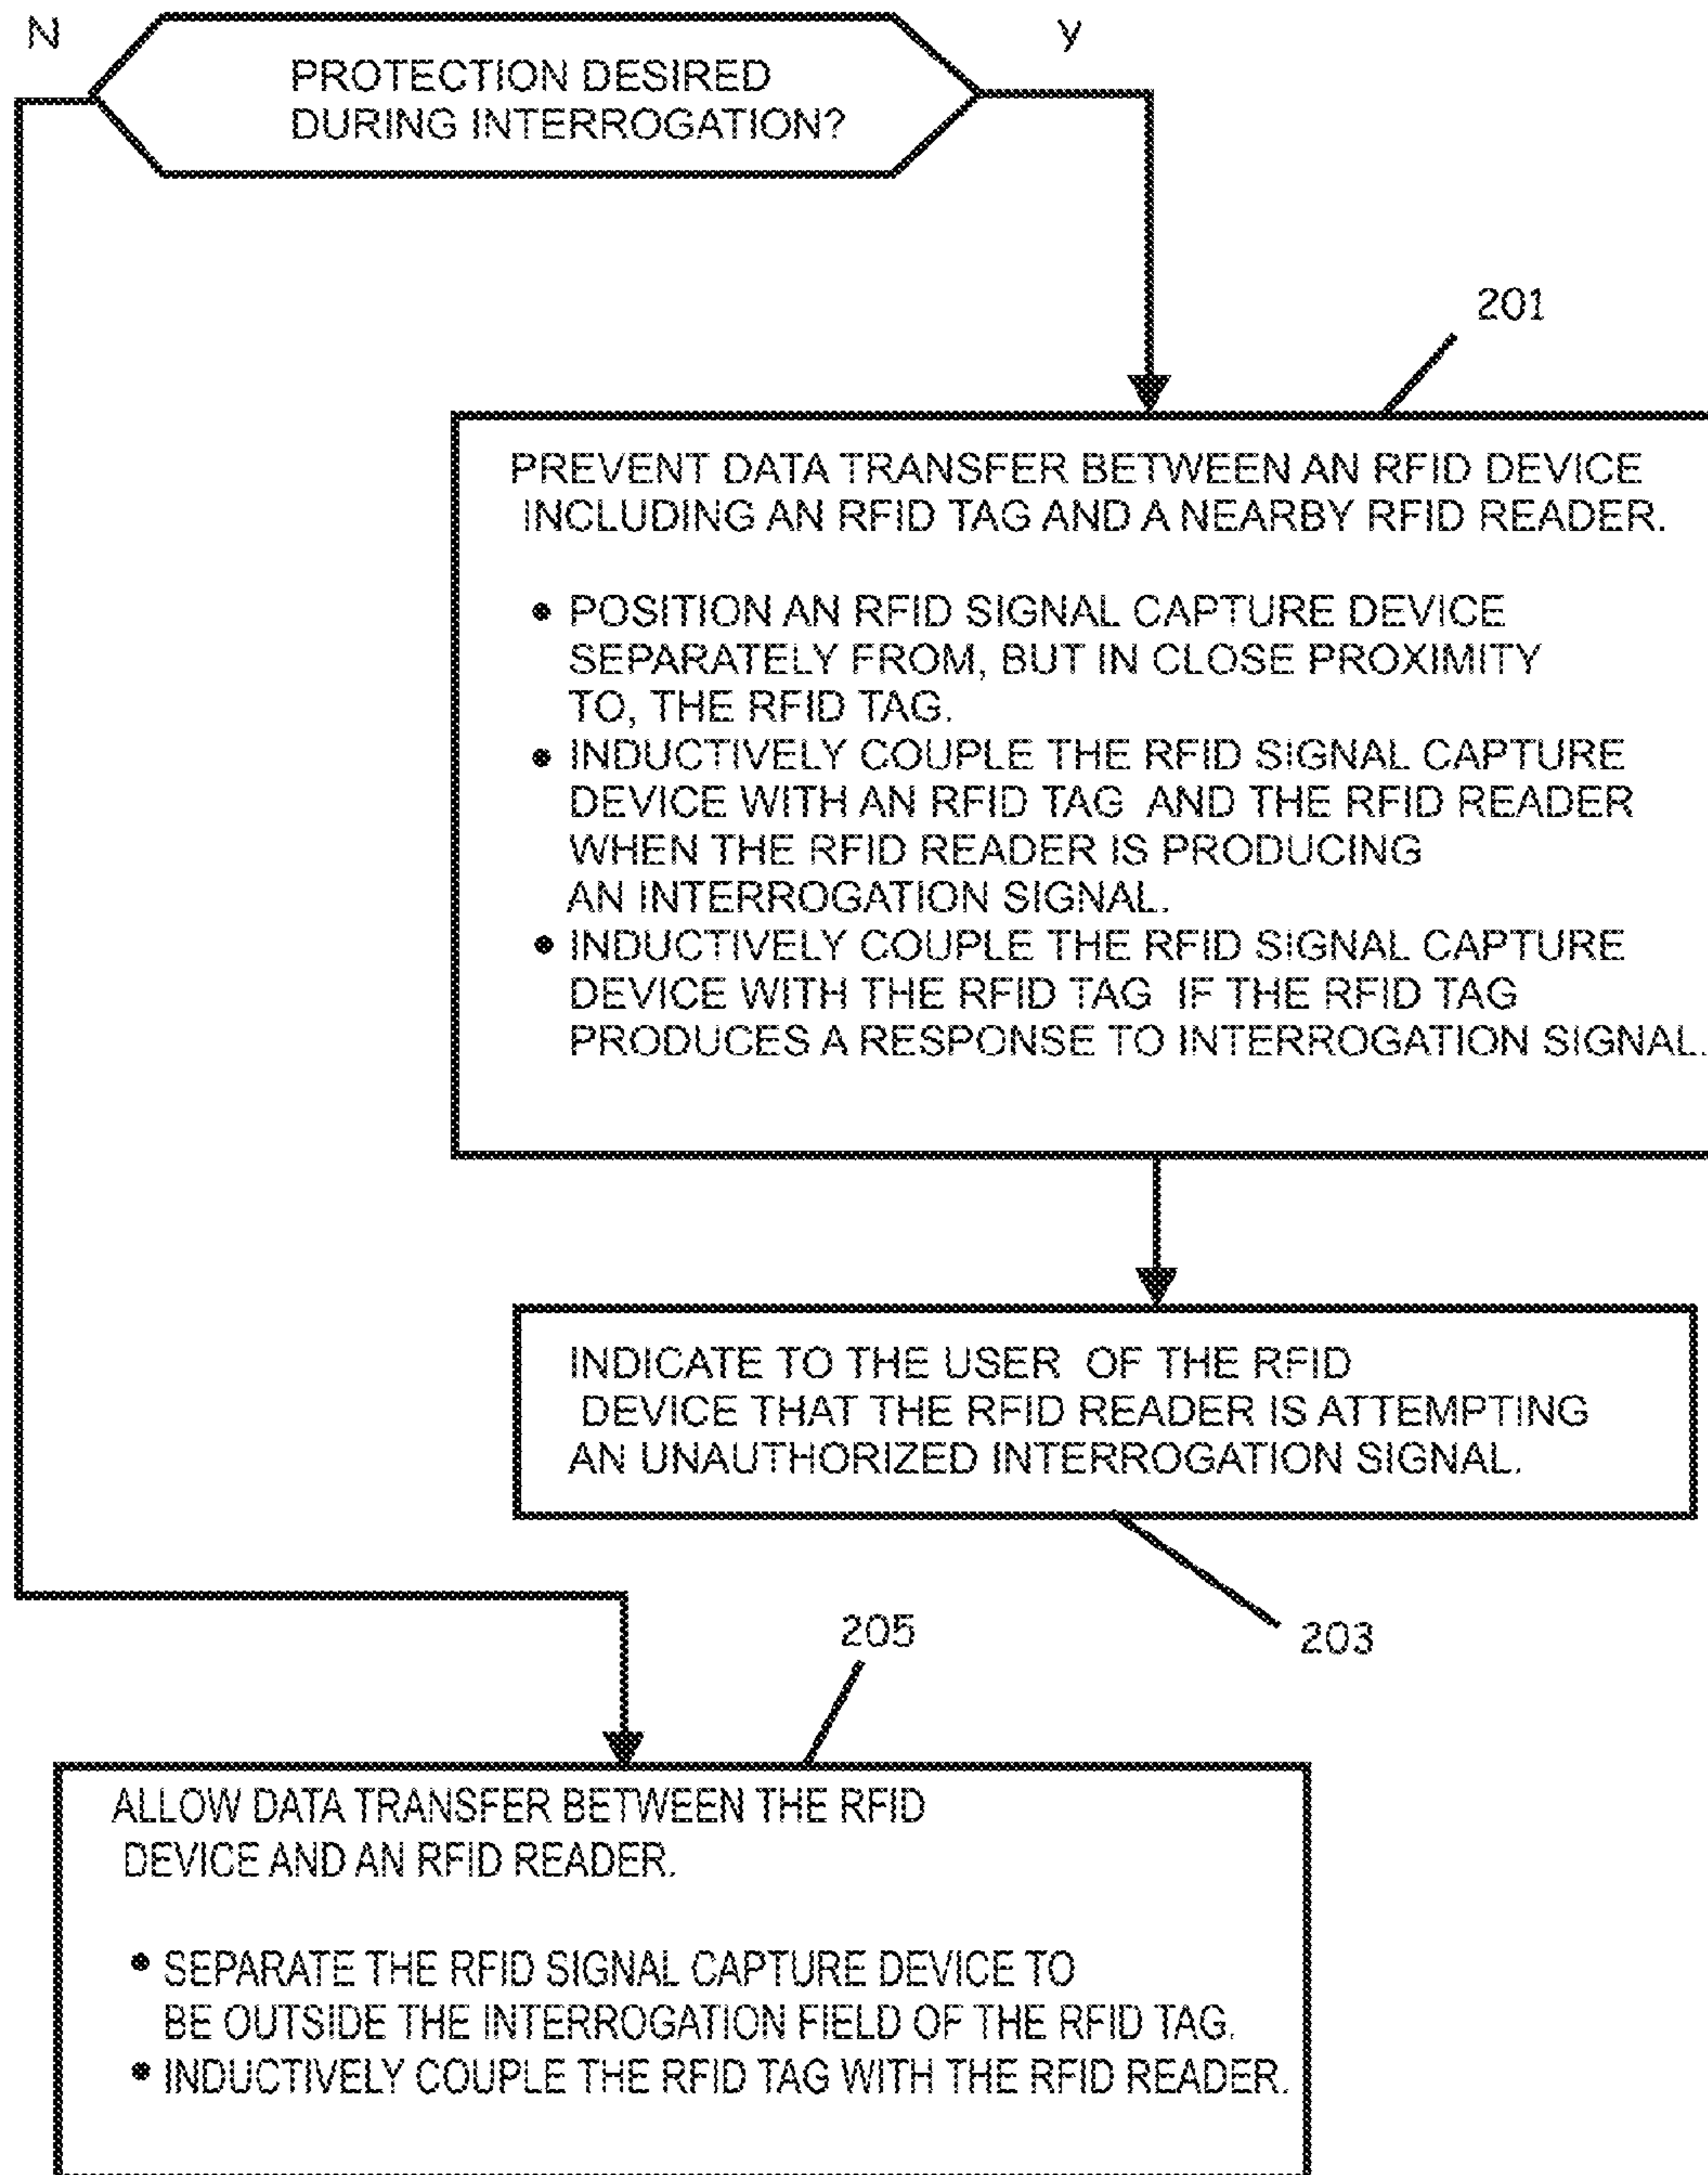 N
y
PROTECTION DESIRED
DURING INTERROGATION?
201
PREVENT DATA TRANSFER BETWEEN AN RFID DEVICE
INCLUDING AN RFID TAG AND A NEARBY RFID READER.
• POSITION AN RFID SIGNAL CAPTURE DEVICE
SEPARATELY FROM, BUT IN CLOSE PROXIMITY
TO, THE RFID TAG.
• INDUCTIVELY COUPLE THE RFID SIGNAL CAPTURE
DEVICE WITH AN RFID TAG AND THE RFID READER
WHEN THE RFID READER IS PRODUCING
AN INTERROGATION SIGNAL.
• INDUCTIVELY COUPLE THE RFID SIGNAL CAPTURE
DEVICE WITH THE RFID TAG IF THE RFID TAG
PRODUCES A RESPONSE TO INTERROGATION SIGNAL.
INDICATE TO THE USER OF THE RFID
DEVICE THAT THE RFID READER IS ATTEMPTING
AN UNAUTHORIZED INTERROGATION SIGNAL.
203
205
ALLOW DATA TRANSFER BETWEEN THE RFID
DEVICE AND AN RFID READER.
• SEPARATE THE RFID SIGNAL CAPTURE DEVICE TO
BE OUTSIDE THE INTERROGATION FIELD OF THE RFID TAG.
• INDUCTIVELY COUPLE THE RFID TAG WITH THE RFID READER.